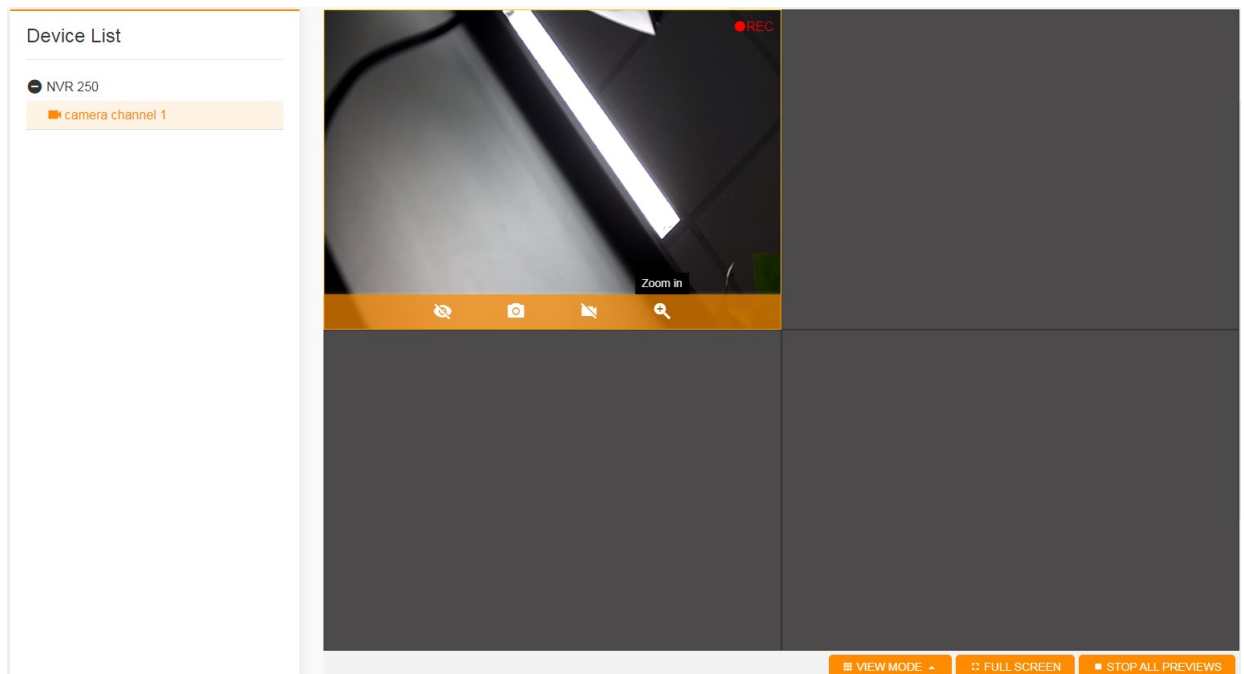 Device List
NVR 250
camera channel 1
REC
Zoom in
VIEW MODE
FULL SCREEN
STOP ALL PREVIEWS